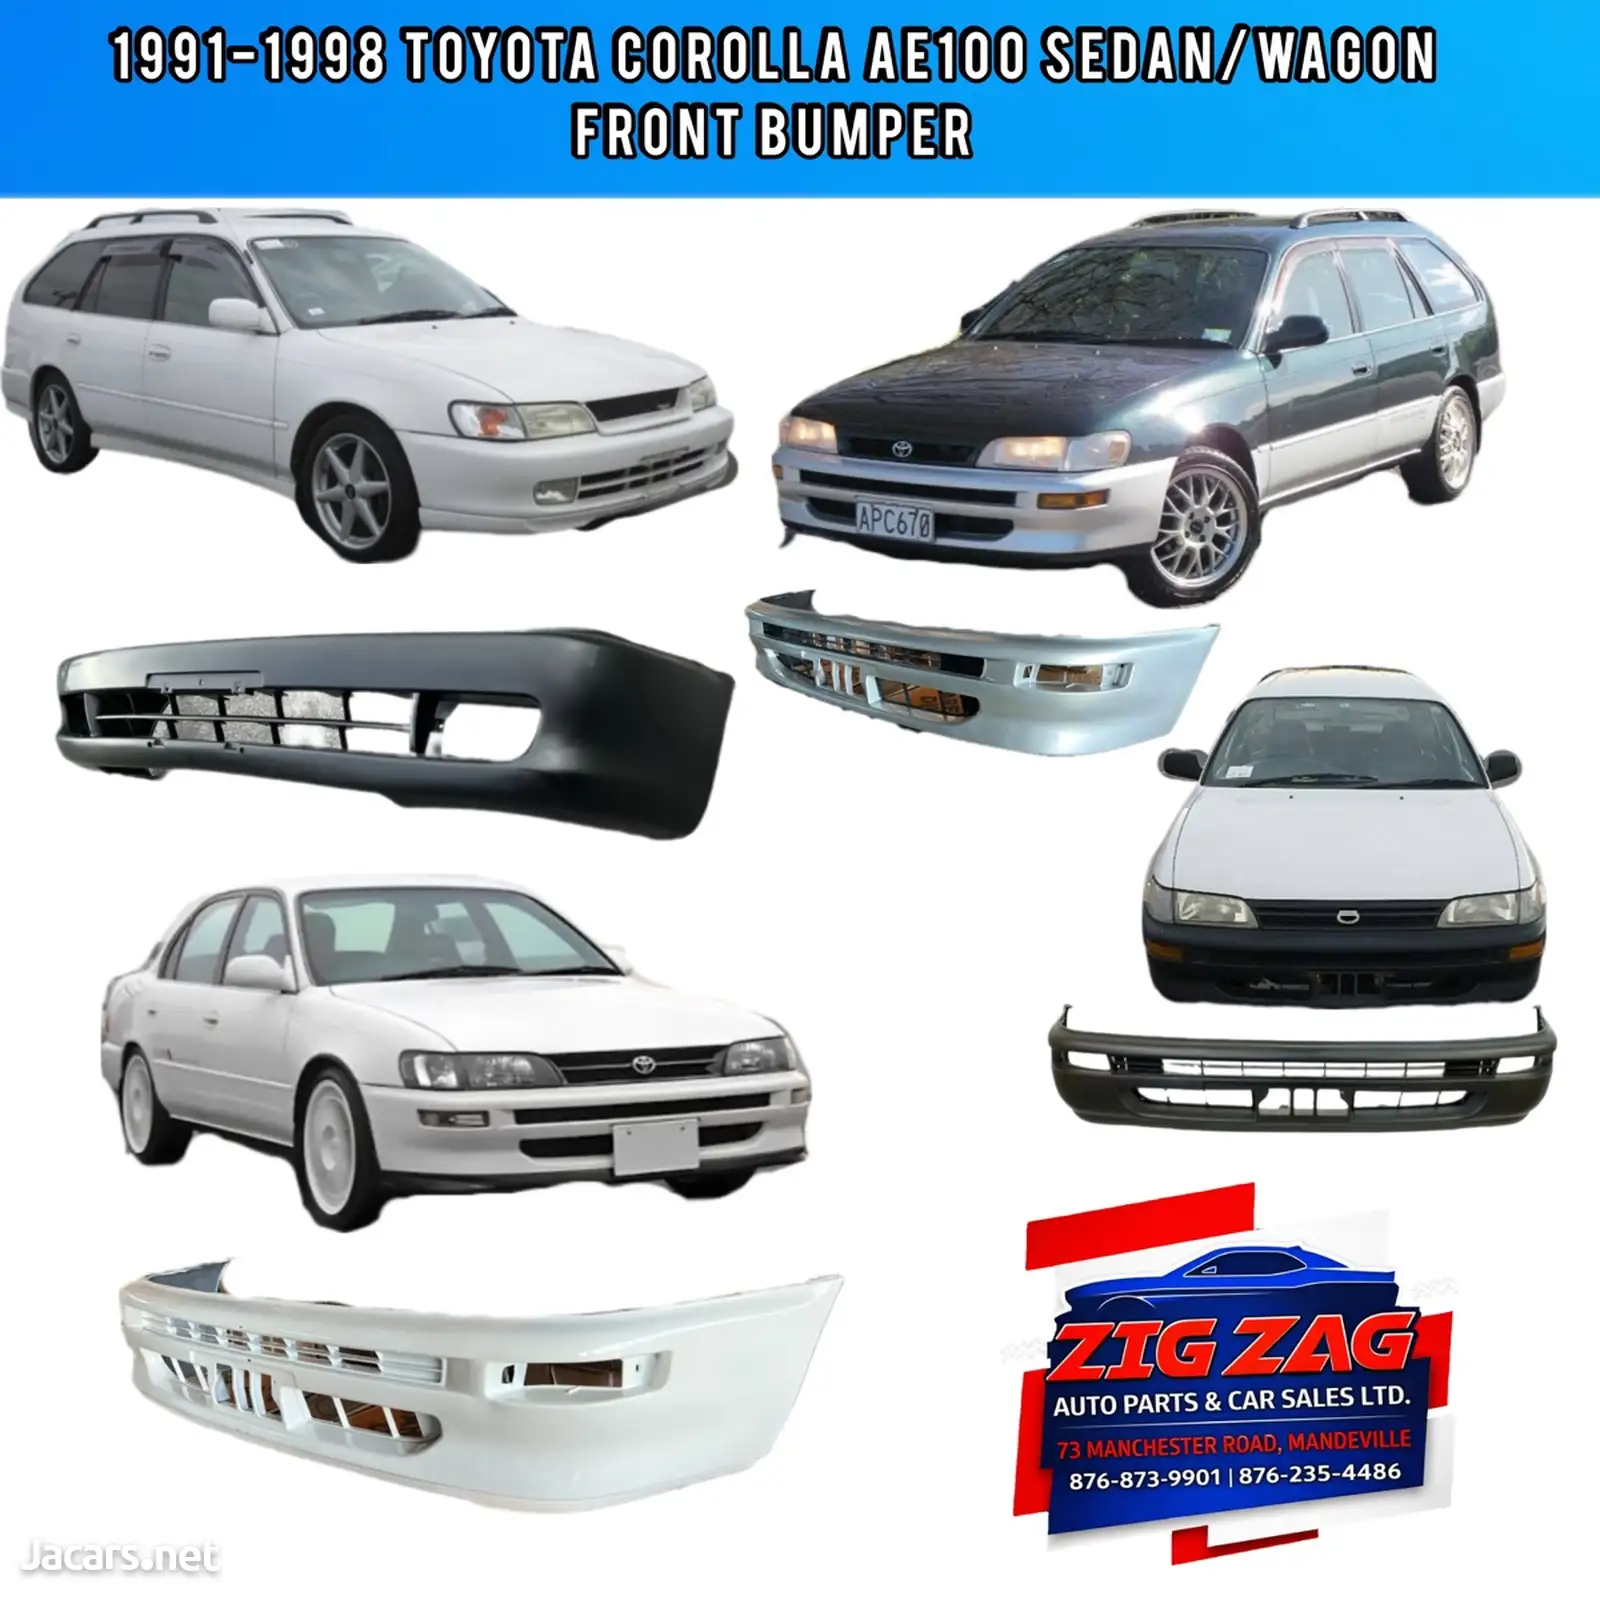 1991-1998 TOYOTA COROLLA AE100 SEDAN/WAGON
FRONT BUMPER
APC670
ZIG ZAG
AUTO PARTS & CAR SALES LTD.
73 MANCHESTER ROAD, MANDEVILLE
876-873-9901 | 876-235-4486
Jacars.net